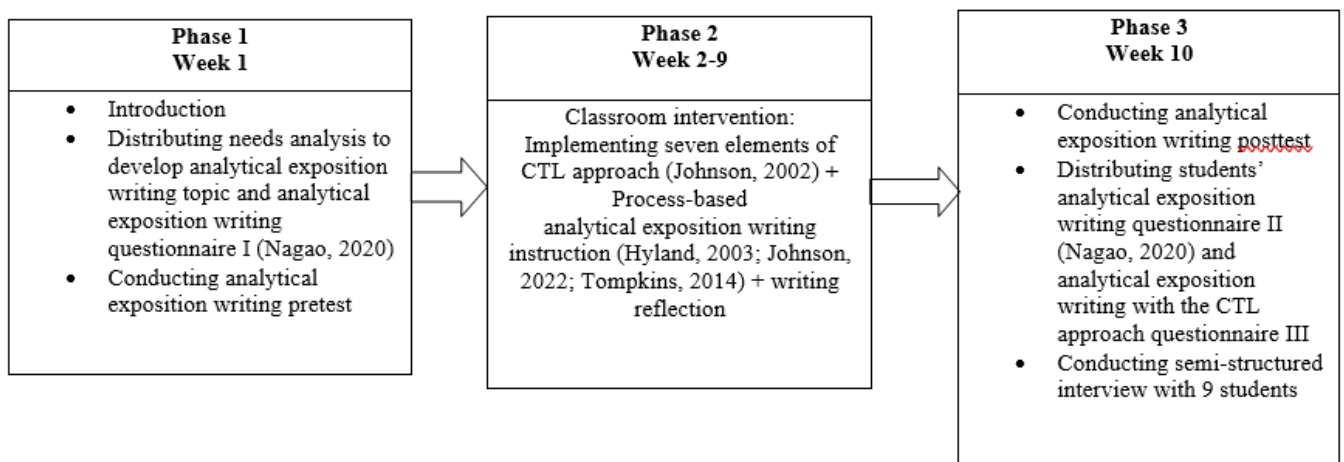 Phase 1
Week 1
• Introduction
• Distributing needs analysis to
develop analytical exposition
writing topic and analytical
exposition writing
questionnaire I (Nagao, 2020)
• Conducting analytical
exposition writing pretest
Phase 2
Week 2-9
Classroom intervention:
Implementing seven elements of
CTL approach (Johnson, 2002) +
Process-based
analytical exposition writing
instruction (Hyland, 2003; Johnson,
2022; Tompkins, 2014) + writing
reflection
Phase 3
Week 10
• Conducting analytical
exposition writing posttest
• Distributing students’
analytical exposition
writing questionnaire II
(Nagao, 2020) and
analytical exposition
writing with the CTL
approach questionnaire III
• Conducting semi-structured
interview with 9 students